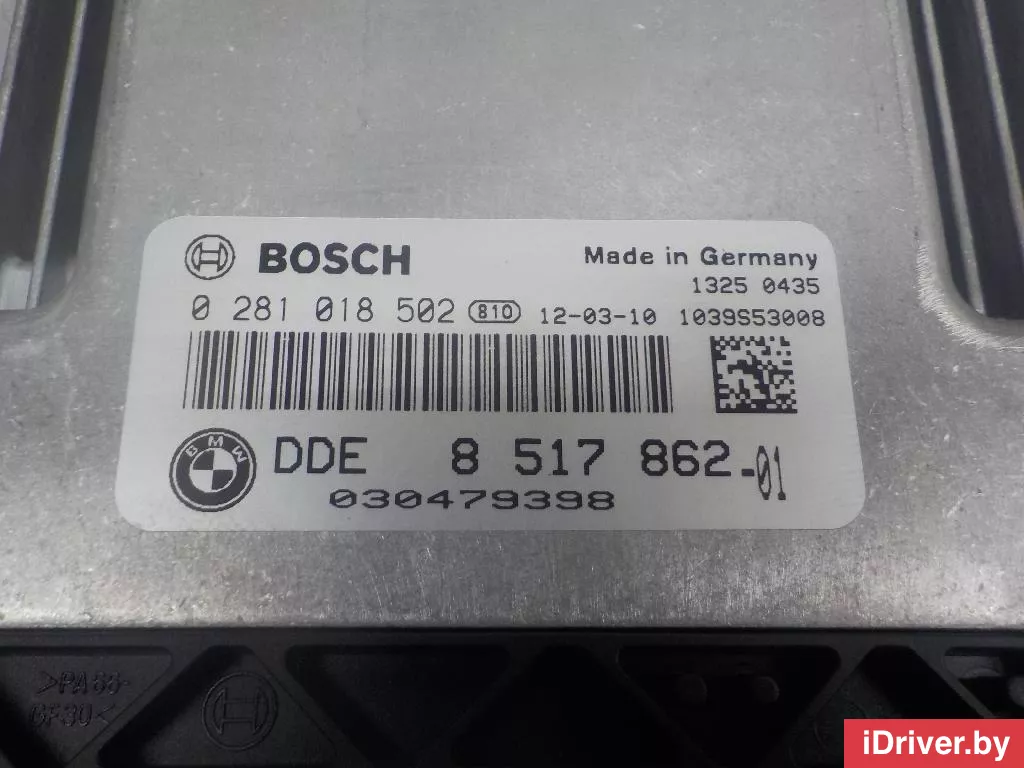 BOSCH
Made in Germany
1325 0435
0 281 018 502 810 12-03-10 1039S53008
BMW
DDE 8 517 862-01
030479398
>PA66-
GF30<
iDriver.by